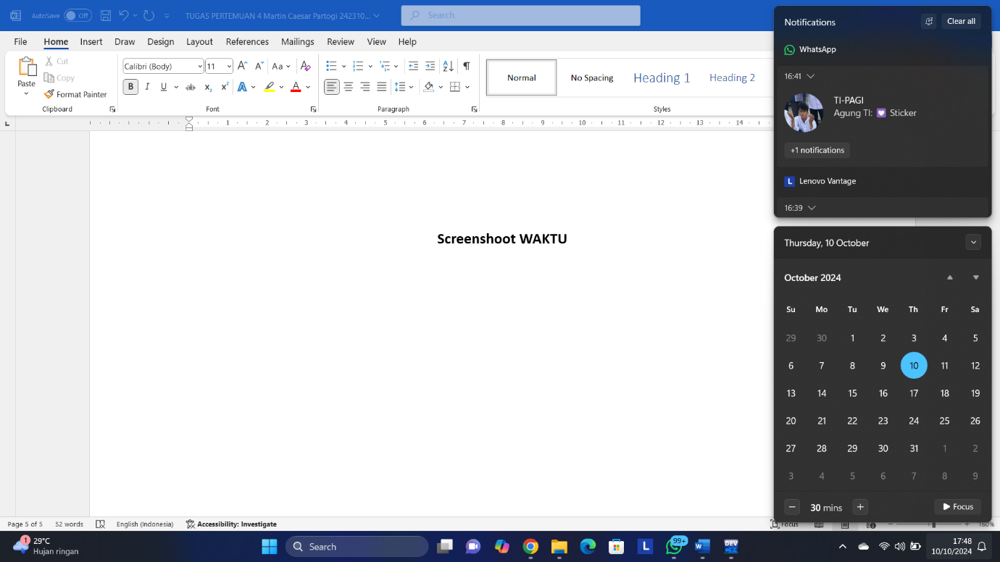 AutoSave Off TUGAS PERTEMUAN 4 Martin Caesar Partogi 242310... Search
File Home Insert Draw Design Layout References Mailings Review View Help
Paste
Cut
Copy
Format Painter
Clipboard
Calibri (Body) 11
Font
Paragraph
Normal
No Spacing
Heading 1
Heading 2
Styles
1 2 3 4 5 6 7 8 9 10 11 12 13 14
Screenshoot WAKTU
Notifications
Clear all
WhatsApp
16:41
TI-PAGI
Agung TI: 💟 Sticker
+1 notifications
L Lenovo Vantage
16:39
Thursday, 10 October
October 2024
Su Mo Tu We Th Fr Sa
29 30 1 2 3 4 5
6 7 8 9 10 11 12
13 14 15 16 17 18 19
20 21 22 23 24 25 26
27 28 29 30 31 1 2
3 4 5 6 7 8 9
30 mins
Focus
Page 5 of 5 52 words English (Indonesia) Accessibility: Investigate
Focus
160%
1
29°C
Hujan ringan
Search
L
99+
W
DEV
17:48
10/10/2024